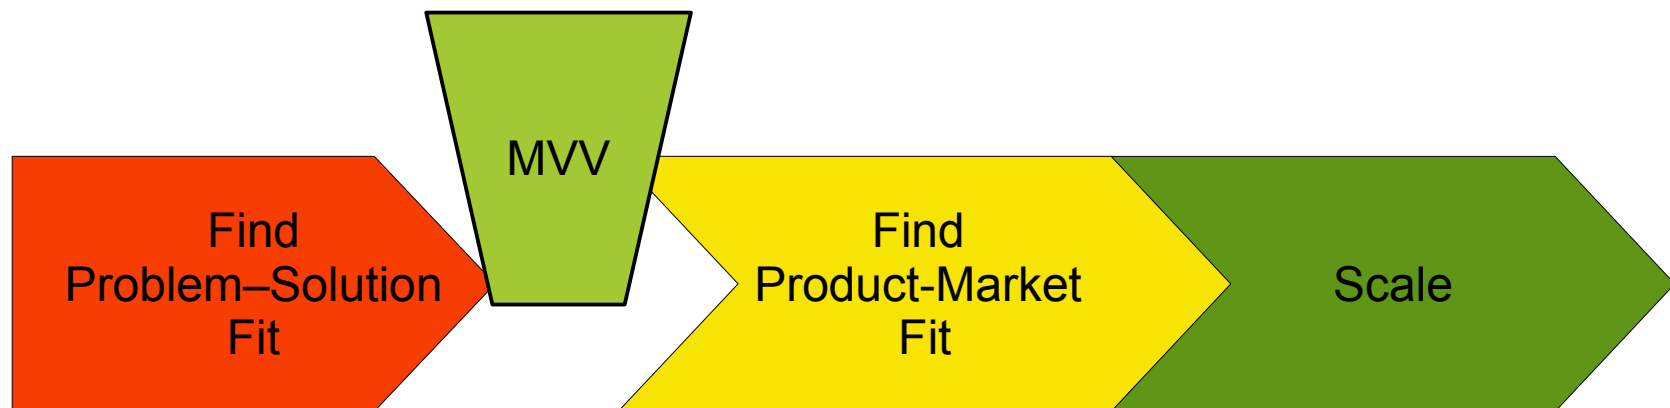 MVV
Find
Problem–Solution
Fit
Find
Product-Market
Fit
Scale